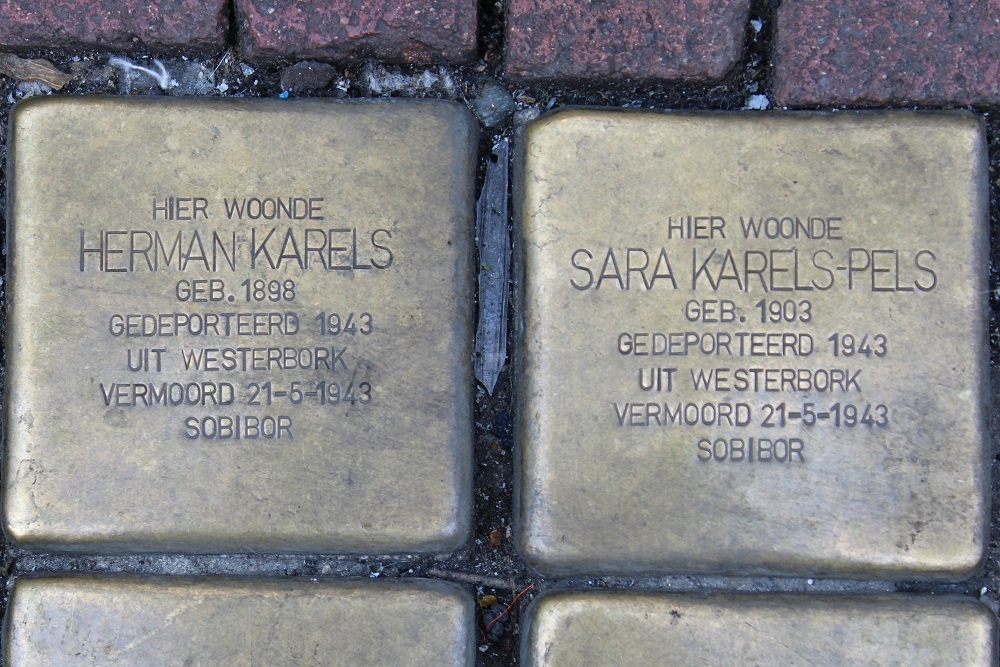 HIER WOONDE
HERMAN KARELS
GEB. 1898
GEDEPORTEERD 1943
UIT WESTERBORK
VERMOORD 21-5-1943
SOBIBOR
HIER WOONDE
SARA KARELS-PELS
GEB. 1903
GEDEPORTEERD 1943
UIT WESTERBORK
VERMOORD 21-5-1943
SOBIBOR